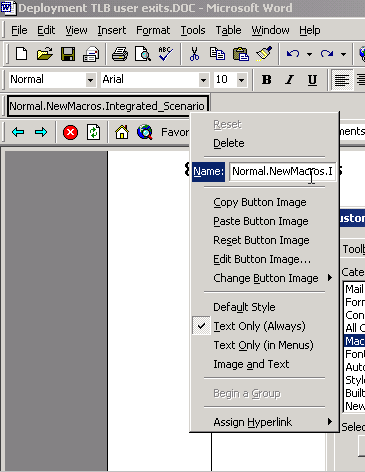 Deployment TLB user exits.DOC - Microsoft Word
File Edit View Insert Format Tools Table Window
Normal Arial 10 B I U
Normal.NewMacros.Integrated_Scenario
Favor
Reset
Delete
Name: Normal.NewMacros.I
Copy Button Image
Paste Button Image
Reset Button Image
Edit Button Image...
Change Button Image
Default Style
Text Only (Always)
Text Only (in Menus)
Image and Text
Begin a Group
Assign Hyperlink
ments
Custon
Toolb
Cate
Mail
Forn
Con
All C
Mac
Font
Auto
Style
Built
New
Selec